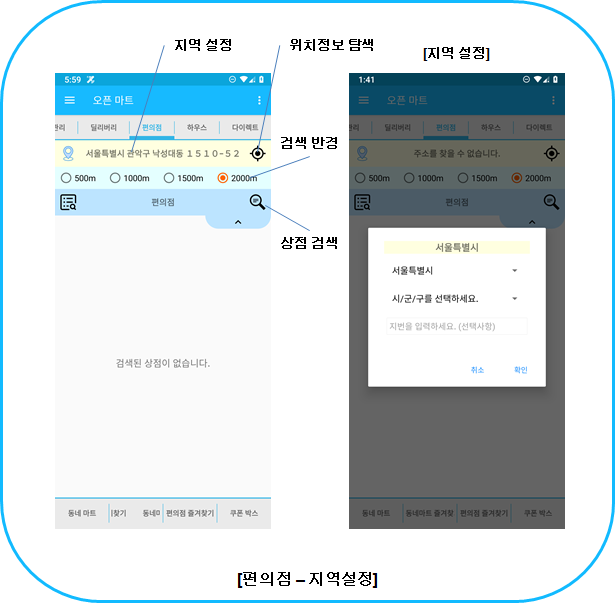 지역 설정
위치정보 탐색
[지역 설정]
5:59
오픈 마트
관리
딜리버리
편의점
하우스
다이렉트
서울특별시 관악구 낙성대동 １５１０-５２
검색 반경
500m
1000m
1500m
2000m
편의점
상점 검색
검색된 상점이 없습니다.
동네 마트
찾기
동네마
편의점 즐겨찾기
쿠폰 박스
1:41
오픈 마트
관리
딜리버리
편의점
하우스
다이렉트
주소를 찾을 수 없습니다.
500m
1000m
1500m
2000m
편의점
서울특별시
서울특별시
시/군/구를 선택하세요.
지번을 입력하세요. (선택사항)
취소
확인
동네 마트
동네마트 즐겨찾
편의점 즐겨찾기
쿠폰 박스
[편의점 – 지역설정]